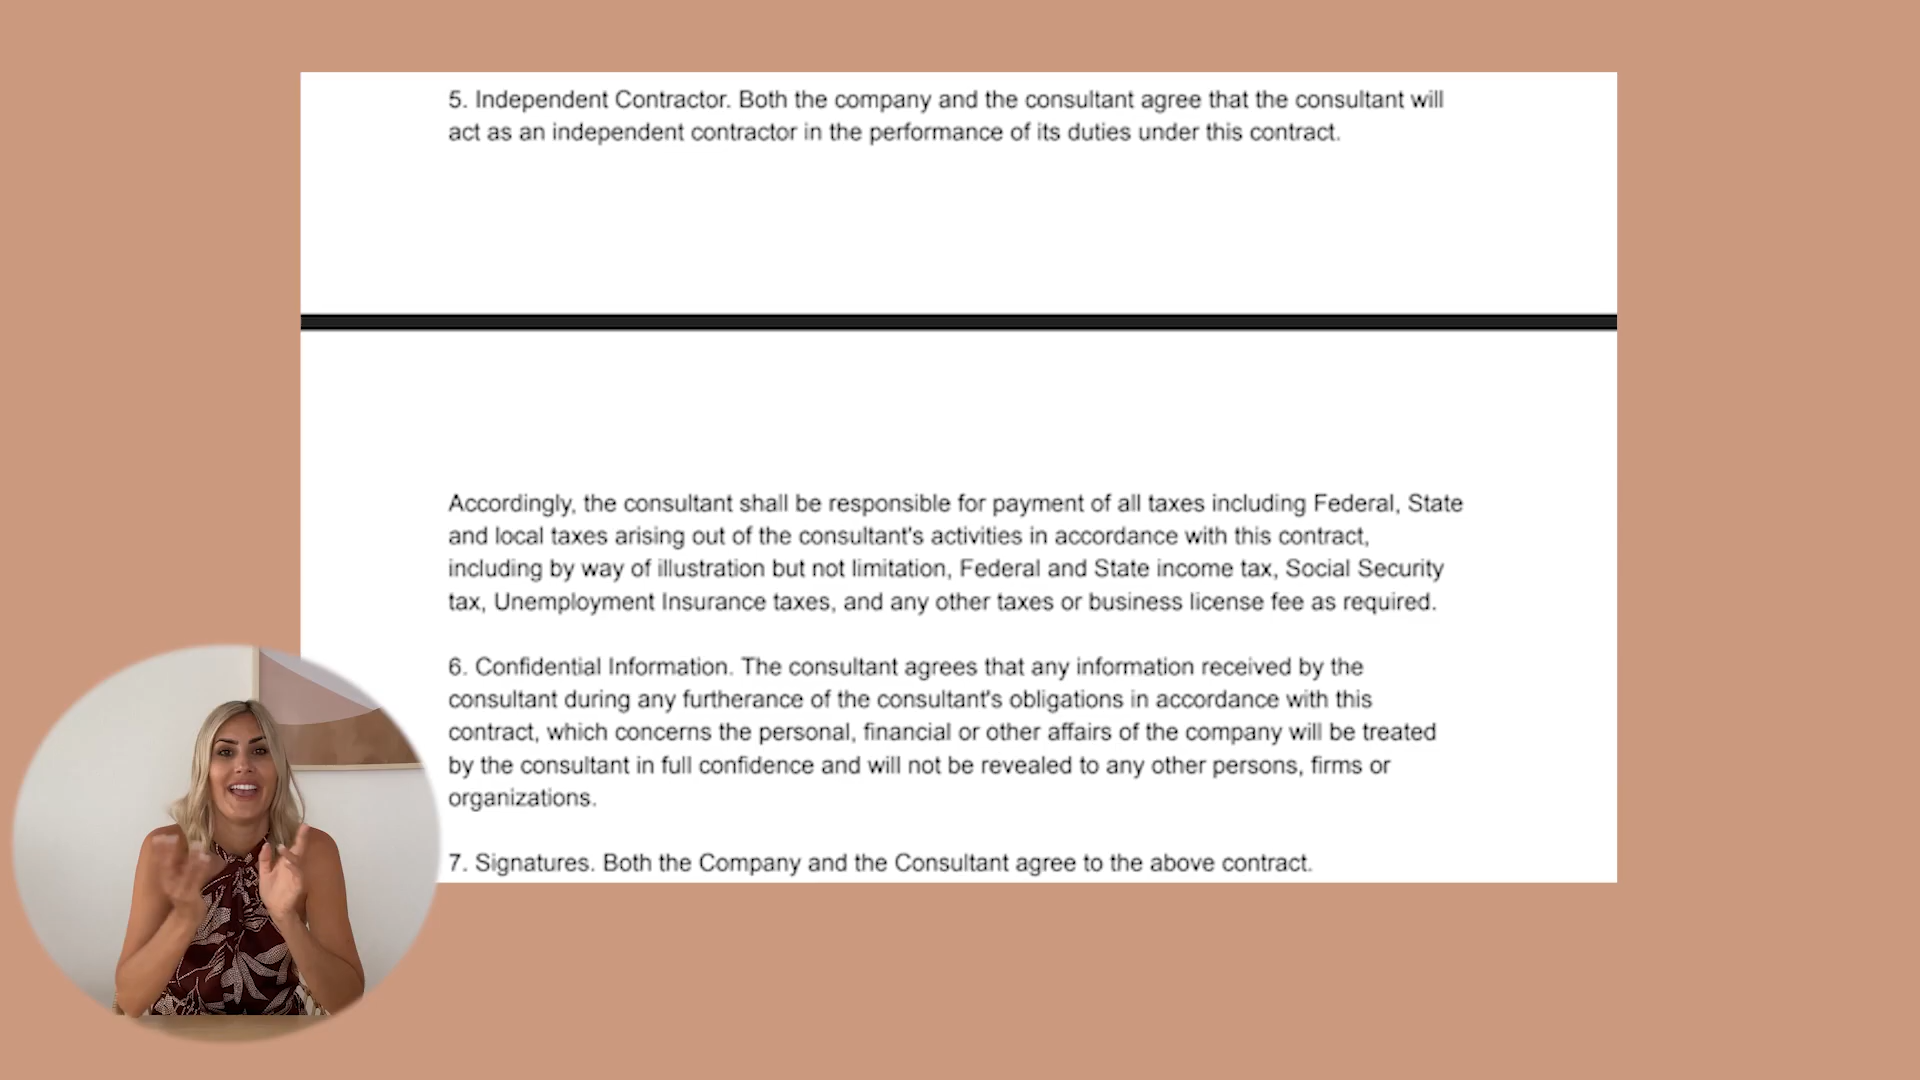 5. Independent Contractor. Both the company and the consultant agree that the consultant will
act as an independent contractor in the performance of its duties under this contract.
Accordingly, the consultant shall be responsible for payment of all taxes including Federal, State
and local taxes arising out of the consultant's activities in accordance with this contract,
including by way of illustration but not limitation, Federal and State income tax, Social Security
tax, Unemployment Insurance taxes, and any other taxes or business license fee as required.
6. Confidential Information. The consultant agrees that any information received by the
consultant during any furtherance of the consultant's obligations in accordance with this
contract, which concerns the personal, financial or other affairs of the company will be treated
by the consultant in full confidence and will not be revealed to any other persons, firms or
organizations.
7. Signatures. Both the Company and the Consultant agree to the above contract.